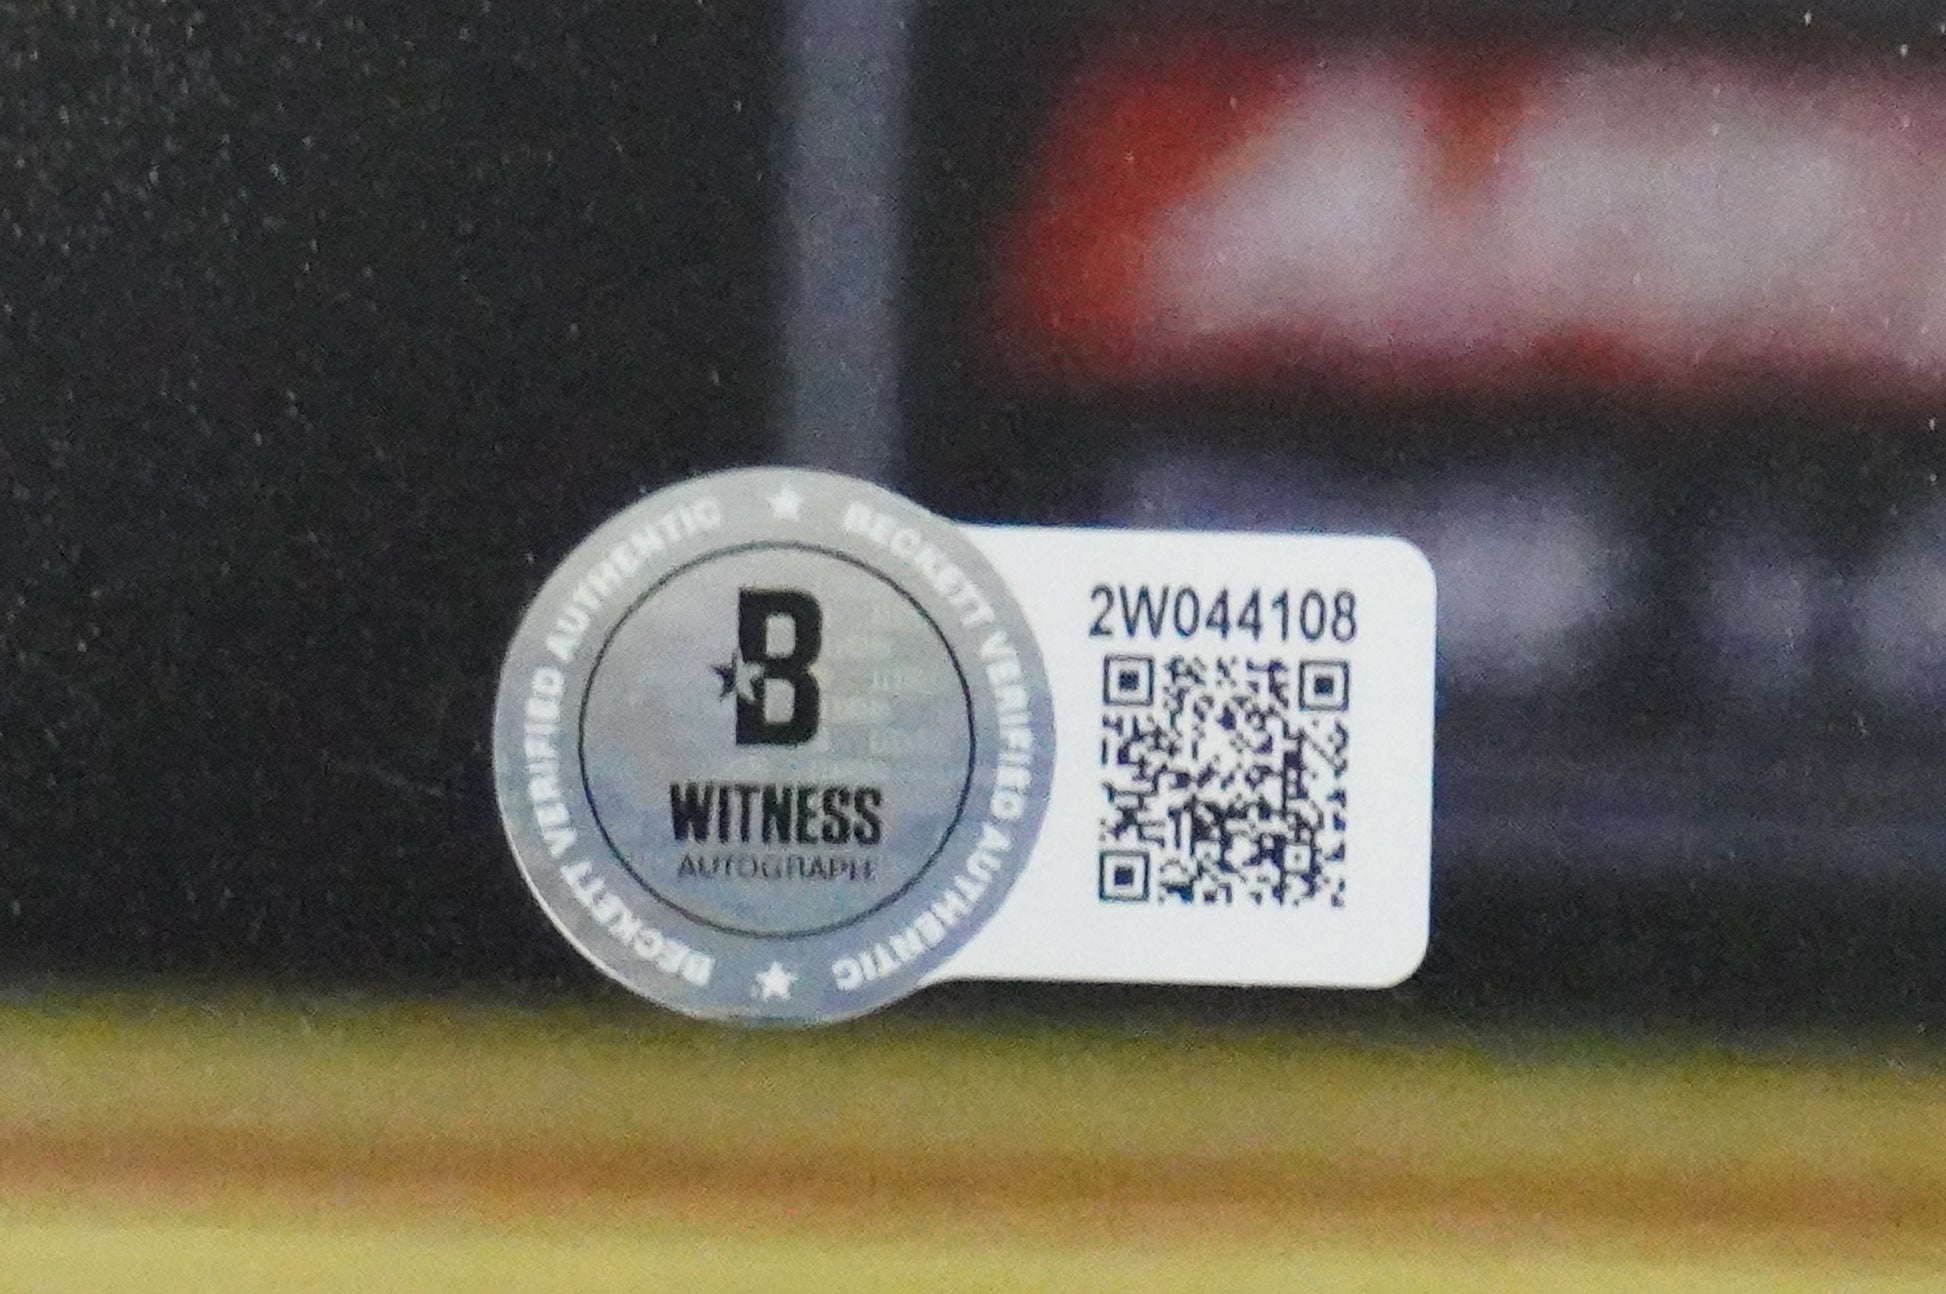 ★ BECKETT VERIFIED AUTHENTIC ★ BECKETT VERIFIED AUTHENTIC
B
WITNESS
AUTOGRAPH
2W044108